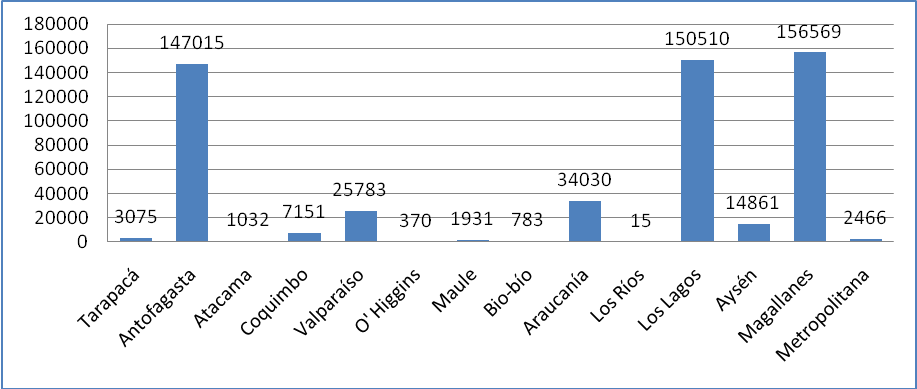 180000
160000
140000
120000
100000
80000
60000
40000
20000
0
3075
147015
1032
7151
25783
370
1931
783
34030
15
150510
14861
156569
2466
Tarapacá
Antofagasta
Atacama
Coquimbo
Valparaíso
O' Higgins
Maule
Bio-bío
Araucanía
Los Ríos
Los Lagos
Aysén
Magallanes
Metropolitana